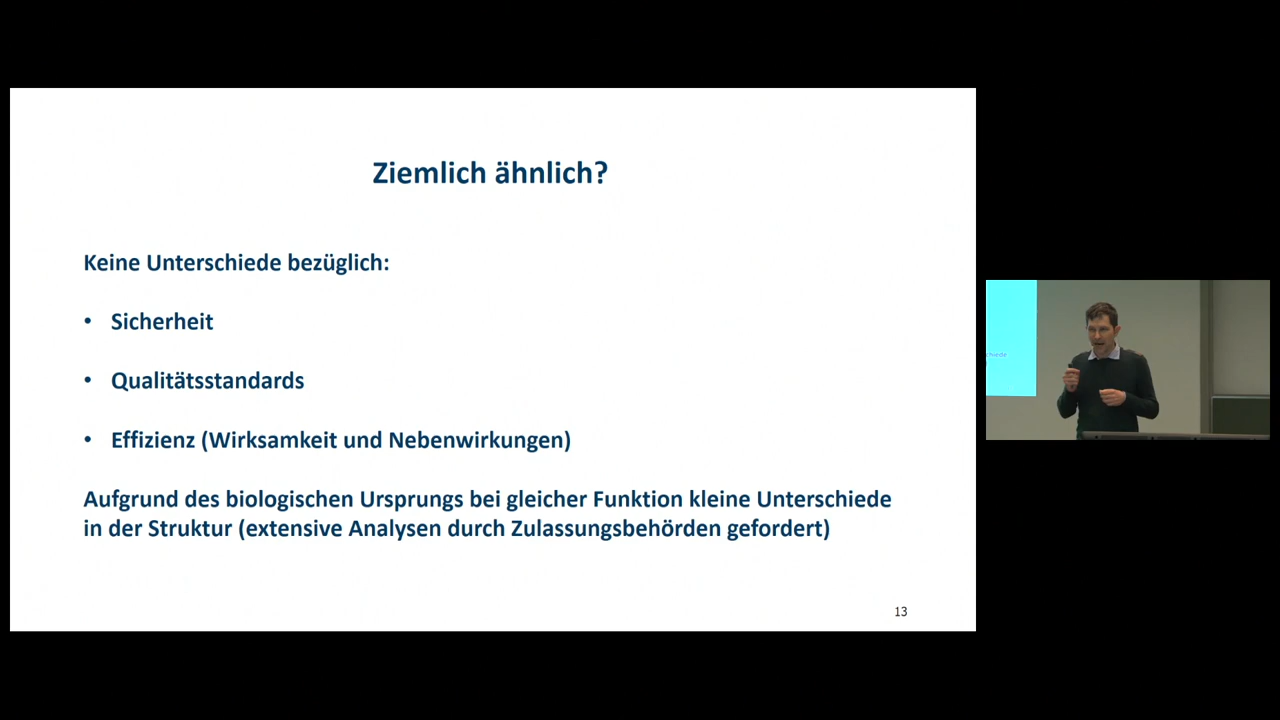 Ziemlich ähnlich?
Keine Unterschiede bezüglich:
• Sicherheit
• Qualitätsstandards
• Effizienz (Wirksamkeit und Nebenwirkungen)
Aufgrund des biologischen Ursprungs bei gleicher Funktion kleine Unterschiede
in der Struktur (extensive Analysen durch Zulassungsbehörden gefordert)
13
chiede